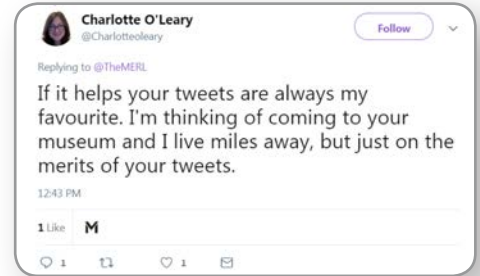 Charlotte O'Leary
@Charlotteoleary
Follow
Replying to @TheMERL
If it helps your tweets are always my
favourite. I'm thinking of coming to your
museum and I live miles away, but just on the
merits of your tweets.
12:43 PM
1 Like M
1 1